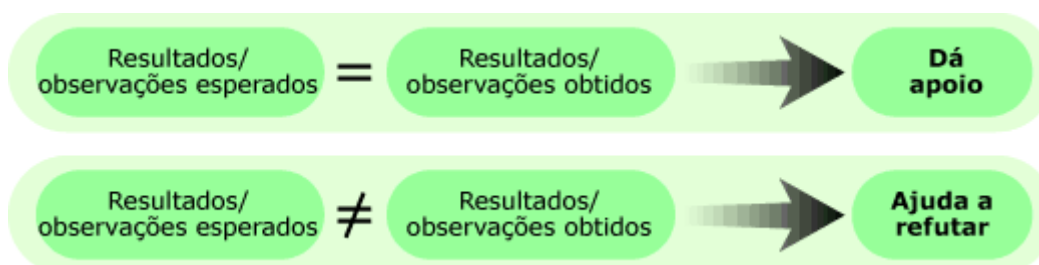 Resultados/
observações esperados
=
Resultados/
observações obtidos
Dá
apoio
Resultados/
observações esperados
≠
Resultados/
observações obtidos
Ajuda a
refutar